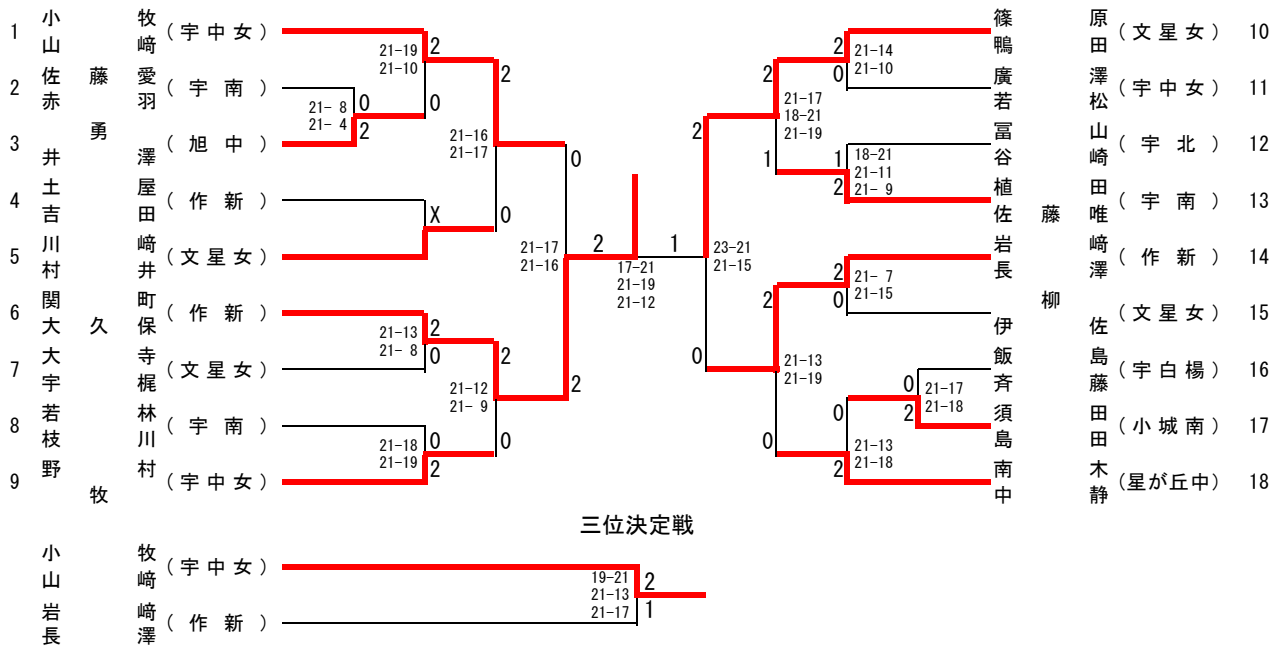 1 小牧 山﨑 (宇中女)
2 佐藤愛 赤羽 (宇南)
3 勇 井澤 (旭中)
4 土屋 吉田 (作新)
5 川﨑 村井 (文星女)
6 関町 大久保 (作新)
7 大寺 宇梶 (文星女)
8 若林 枝川 (宇南)
9 野村 牧 (宇中女)
21-19 2
21-10 0
21- 8 0
21- 4 2
21-16 2
21-17 0
X
21-13 2
21- 8 0
21-12 2
21- 9 0
21-18 0
21-19 2
21-17 0
21-16 2
2 1
17-21
21-19
21-12
篠原 鴨田 (文星女) 10
廣澤 若松 (宇中女) 11
冨山 谷崎 (宇北) 12
植田 佐藤唯 (宇南) 13
岩﨑 長澤 (作新) 14
柳 伊佐 (文星女) 15
飯島 斉藤 (宇白楊) 16
須田 島田 (小城南) 17
南木 中静 (星が丘中) 18
2 21-14
0 21-10
2 21-17
18-21
1 21-19
1 18-21
21-11
2 21- 9
2 23-21
0 21-15
2 21- 7
0 21-15
2 21-13
0 21-19
0 21-17
2 21-18
0 21-13
2 21-18
三位決定戦
小牧 山﨑 (宇中女)
岩﨑 長澤 (作新)
19-21 2
21-13
21-17 1